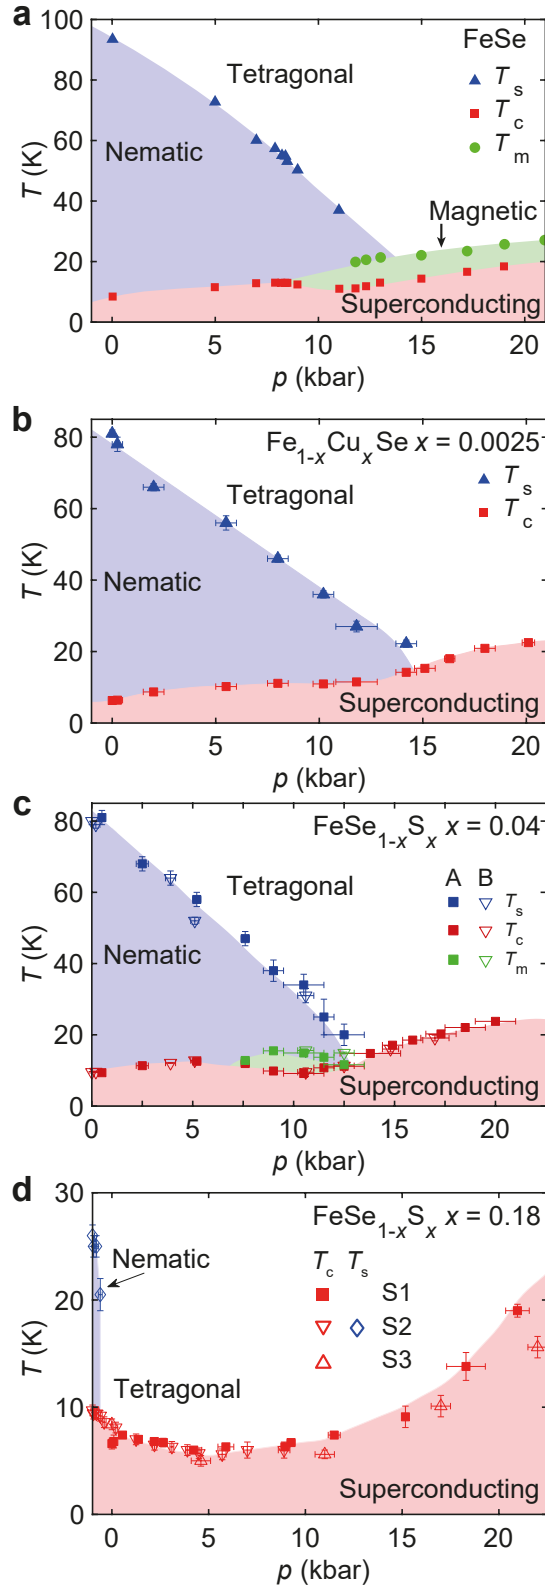 a
100
80
60
40
20
0
T (K)
FeSe
Tetragonal
T_s
T_c
T_m
Nematic
Magnetic
Superconducting
0 5 10 15 20
p (kbar)
b
80
60
40
20
0
T (K)
Fe_{1-x}Cu_xSe x = 0.0025
Tetragonal
T_s
T_c
Nematic
Superconducting
0 5 10 15 20
p (kbar)
c
80
60
40
20
0
T (K)
FeSe_{1-x}S_x x = 0.04
Tetragonal
A B
T_s
T_c
T_m
Nematic
Superconducting
0 5 10 15 20
p (kbar)
d
30
20
10
0
T (K)
FeSe_{1-x}S_x x = 0.18
Nematic
T_c T_s
S1
S2
S3
Tetragonal
Superconducting
0 5 10 15 20
p (kbar)